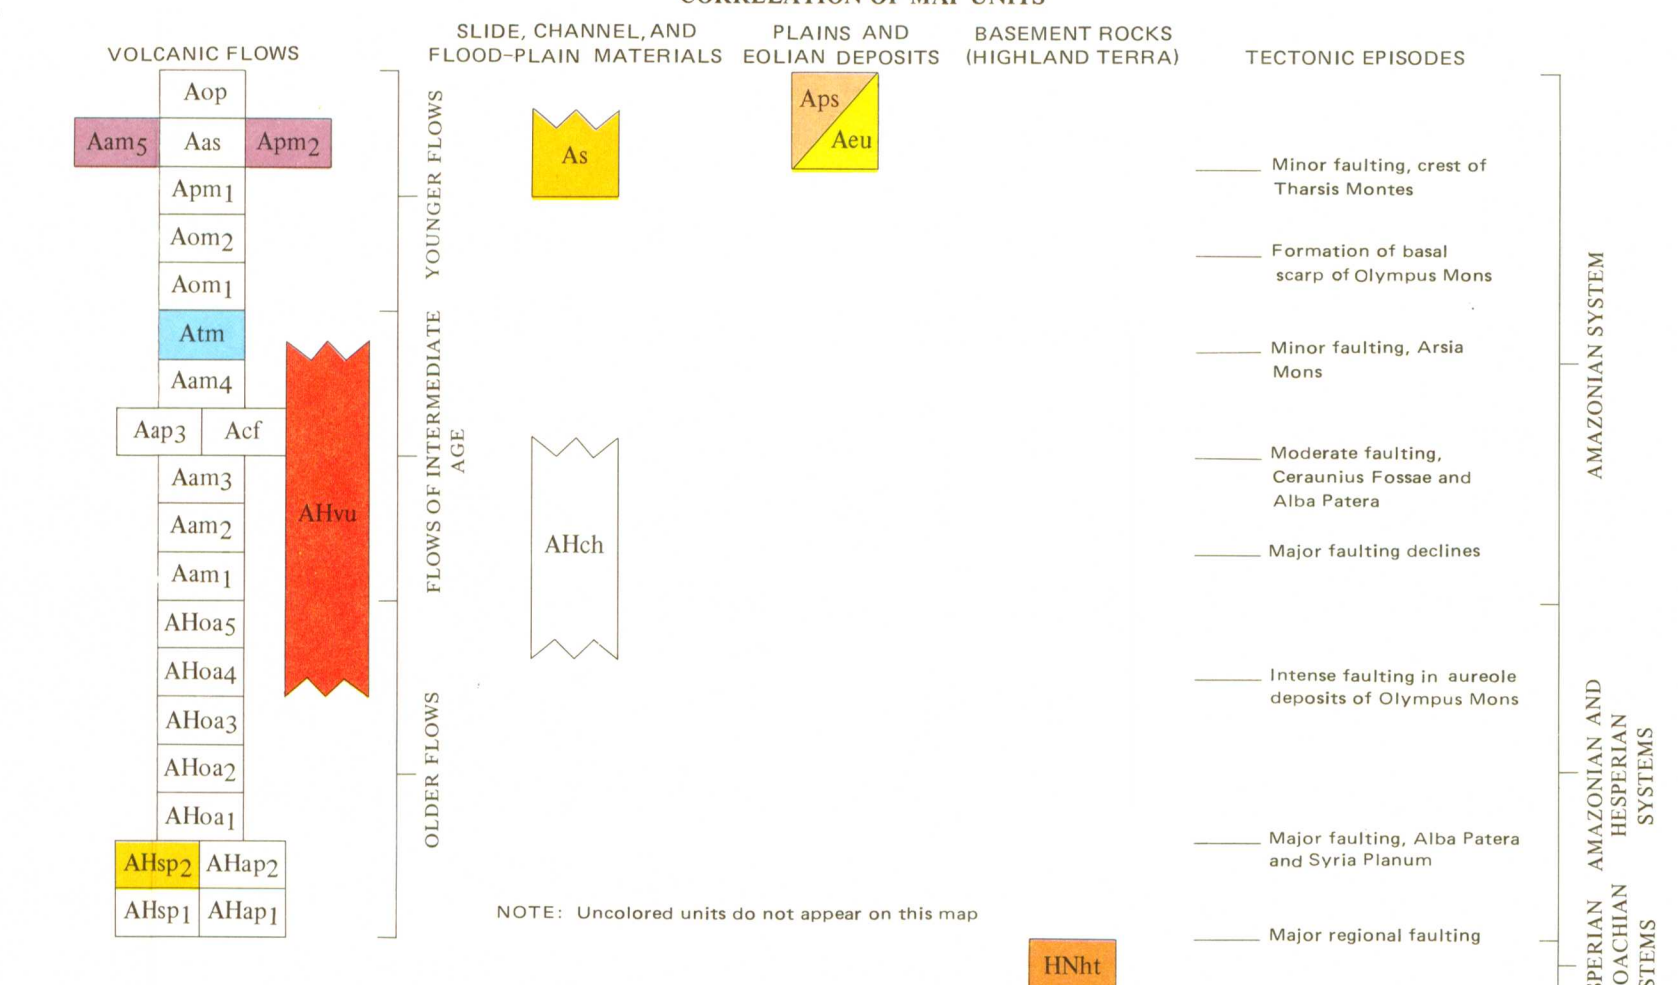 CORRELATION OF MAP UNITS
VOLCANIC FLOWS
SLIDE, CHANNEL, AND
FLOOD-PLAIN MATERIALS
PLAINS AND
EOLIAN DEPOSITS
BASEMENT ROCKS
(HIGHLAND TERRA)
TECTONIC EPISODES
Aop
Aam5
Aas
Apm2
Apm1
Aom2
Aom1
Atm
Aam4
Aap3
Acf
Aam3
Aam2
Aam1
AHoa5
AHoa4
AHoa3
AHoa2
AHoa1
AHsp2
AHap2
AHsp1
AHap1
AHvu
YOUNGER FLOWS
FLOWS OF INTERMEDIATE
AGE
OLDER FLOWS
As
AHch
Aps
Aeu
HNht
NOTE: Uncolored units do not appear on this map
Minor faulting, crest of
Tharsis Montes
Formation of basal
scarp of Olympus Mons
Minor faulting, Arsia
Mons
Moderate faulting,
Ceraunius Fossae and
Alba Patera
Major faulting declines
Intense faulting in aureole
deposits of Olympus Mons
Major faulting, Alba Patera
and Syria Planum
Major regional faulting
AMAZONIAN SYSTEM
AMAZONIAN AND
HESPERIAN
SYSTEMS